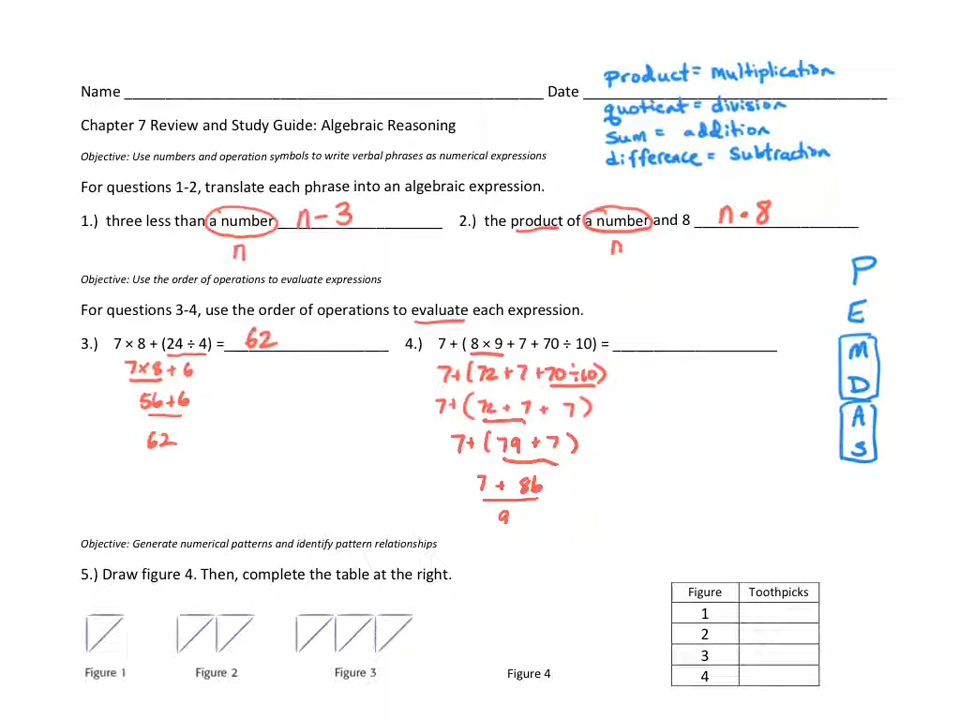 product = multiplication
Name ____ Date ____
quotient = division
Chapter 7 Review and Study Guide: Algebraic Reasoning
sum = addition
Objective: Use numbers and operation symbols to write verbal phrases as numerical expressions
difference = subtraction
For questions 1-2, translate each phrase into an algebraic expression.
1.) three less than a number n - 3
2.) the product of a number and 8 n • 8
n
n
Objective: Use the order of operations to evaluate expressions
P
E
M
D
A
S
For questions 3-4, use the order of operations to evaluate each expression.
3.) 7 × 8 + (24 ÷ 4) = 62
7 × 8 + 6
56 + 6
62
4.) 7 + ( 8 × 9 + 7 + 70 ÷ 10) = ____
7 + (72 + 7 + 70 ÷ 10)
7 + (72 + 7 + 7)
7 + (79 + 7)
7 + 86
9
Objective: Generate numerical patterns and identify pattern relationships
5.) Draw figure 4. Then, complete the table at the right.
Figure 1
Figure 2
Figure 3
Figure 4
Figure Toothpicks
1
2
3
4